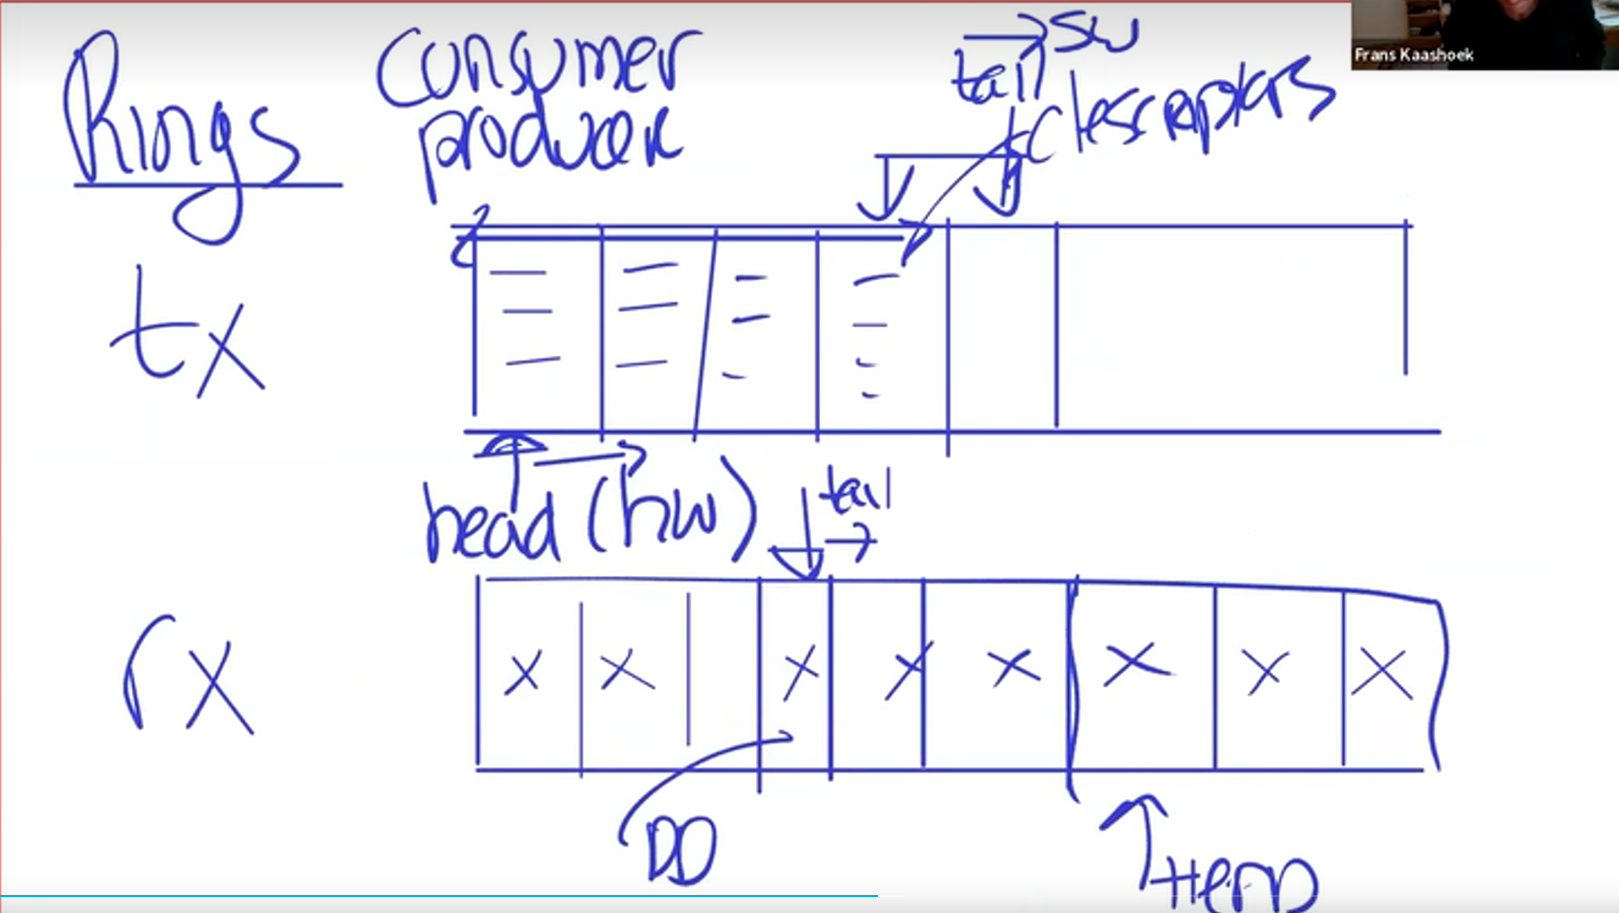 Rings
consumer
producer
tail
SW
descriptors
Frans Kaashoek
tx
head (hw)
tail
rx
DD
HEAD